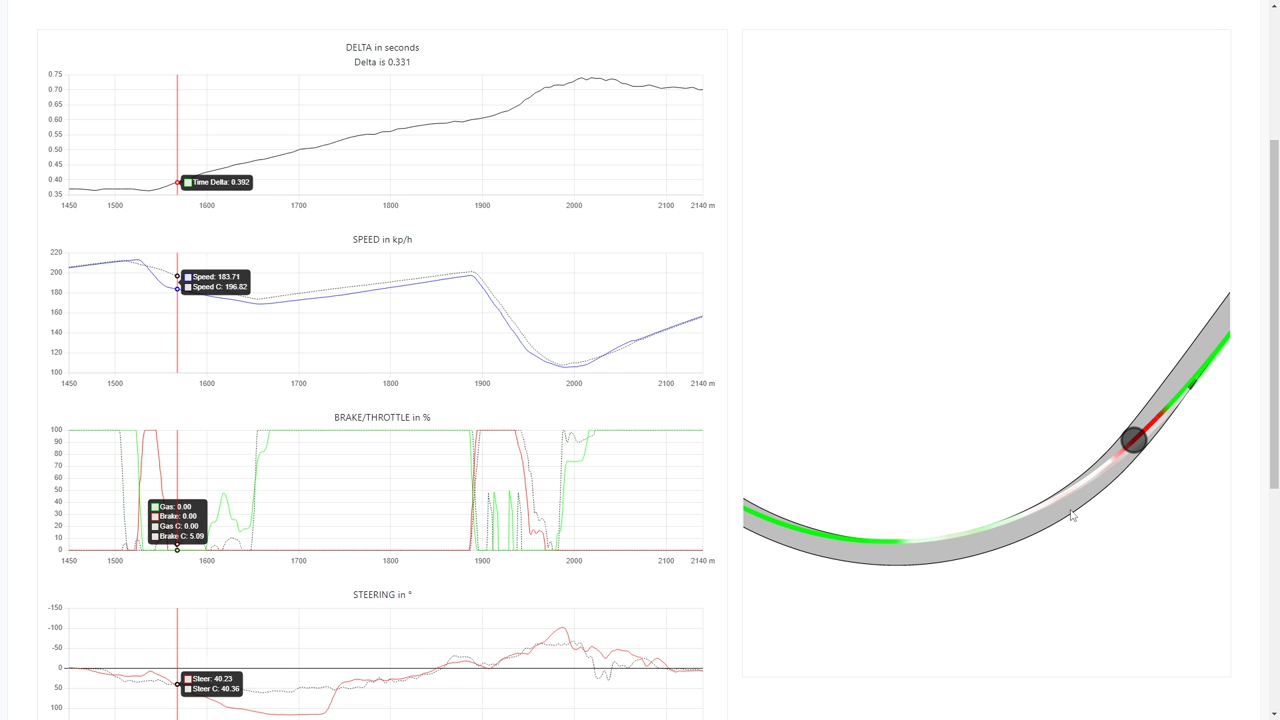 DELTA in seconds
Delta is 0.331
0.75
0.70
0.65
0.60
0.55
0.50
0.45
0.40
0.35
Time Delta: 0.392
1450 1500 1600 1700 1800 1900 2000 2100 2140 m
SPEED in kp/h
220
200
180
160
140
120
100
Speed: 183.71
Speed C: 196.82
1450 1500 1600 1700 1800 1900 2000 2100 2140 m
BRAKE/THROTTLE in %
100
90
80
70
60
50
40
30
20
10
0
Gas: 0.00
Brake: 0.00
Gas C: 0.00
Brake C: 5.09
1450 1500 1600 1700 1800 1900 2000 2100 2140 m
STEERING in °
-150
-100
-50
0
50
100
Steer: 40.23
Steer C: 40.36